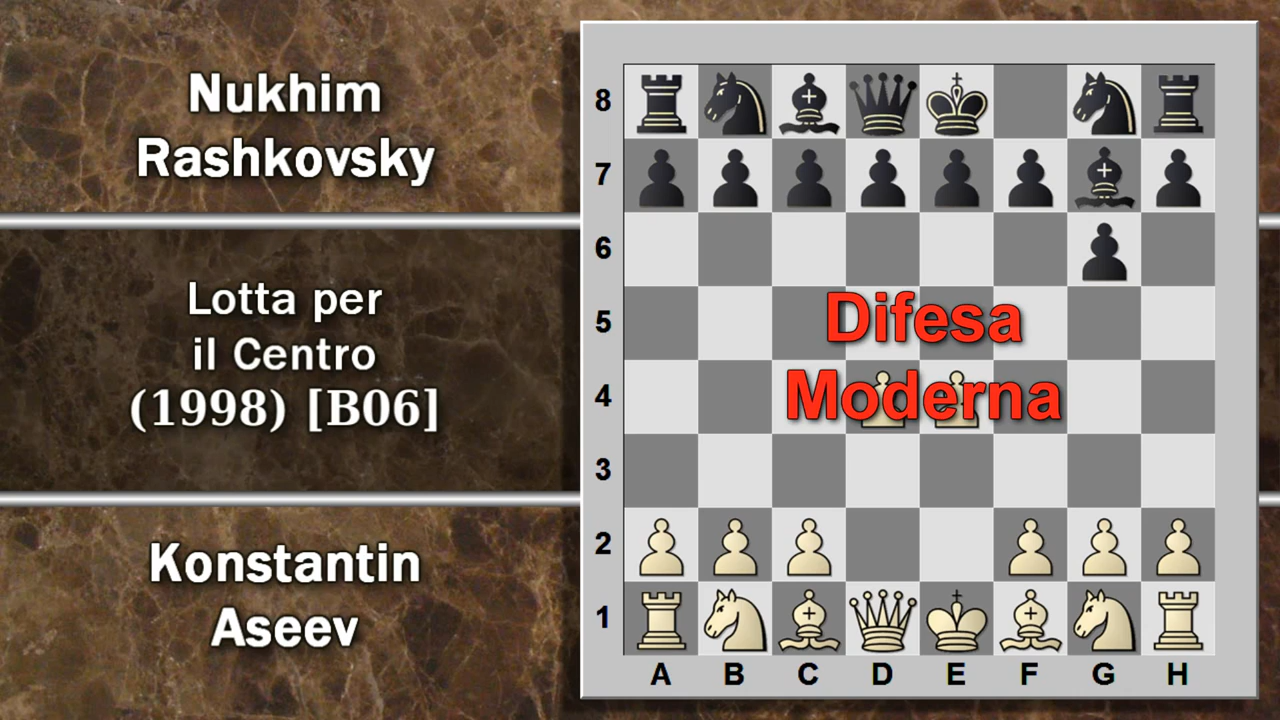 Nukhim
Rashkovsky
Lotta per
il Centro
(1998) [B06]
Konstantin
Aseev
8
7
6
5
4
3
2
1
Difesa
Moderna
A B C D E F G H